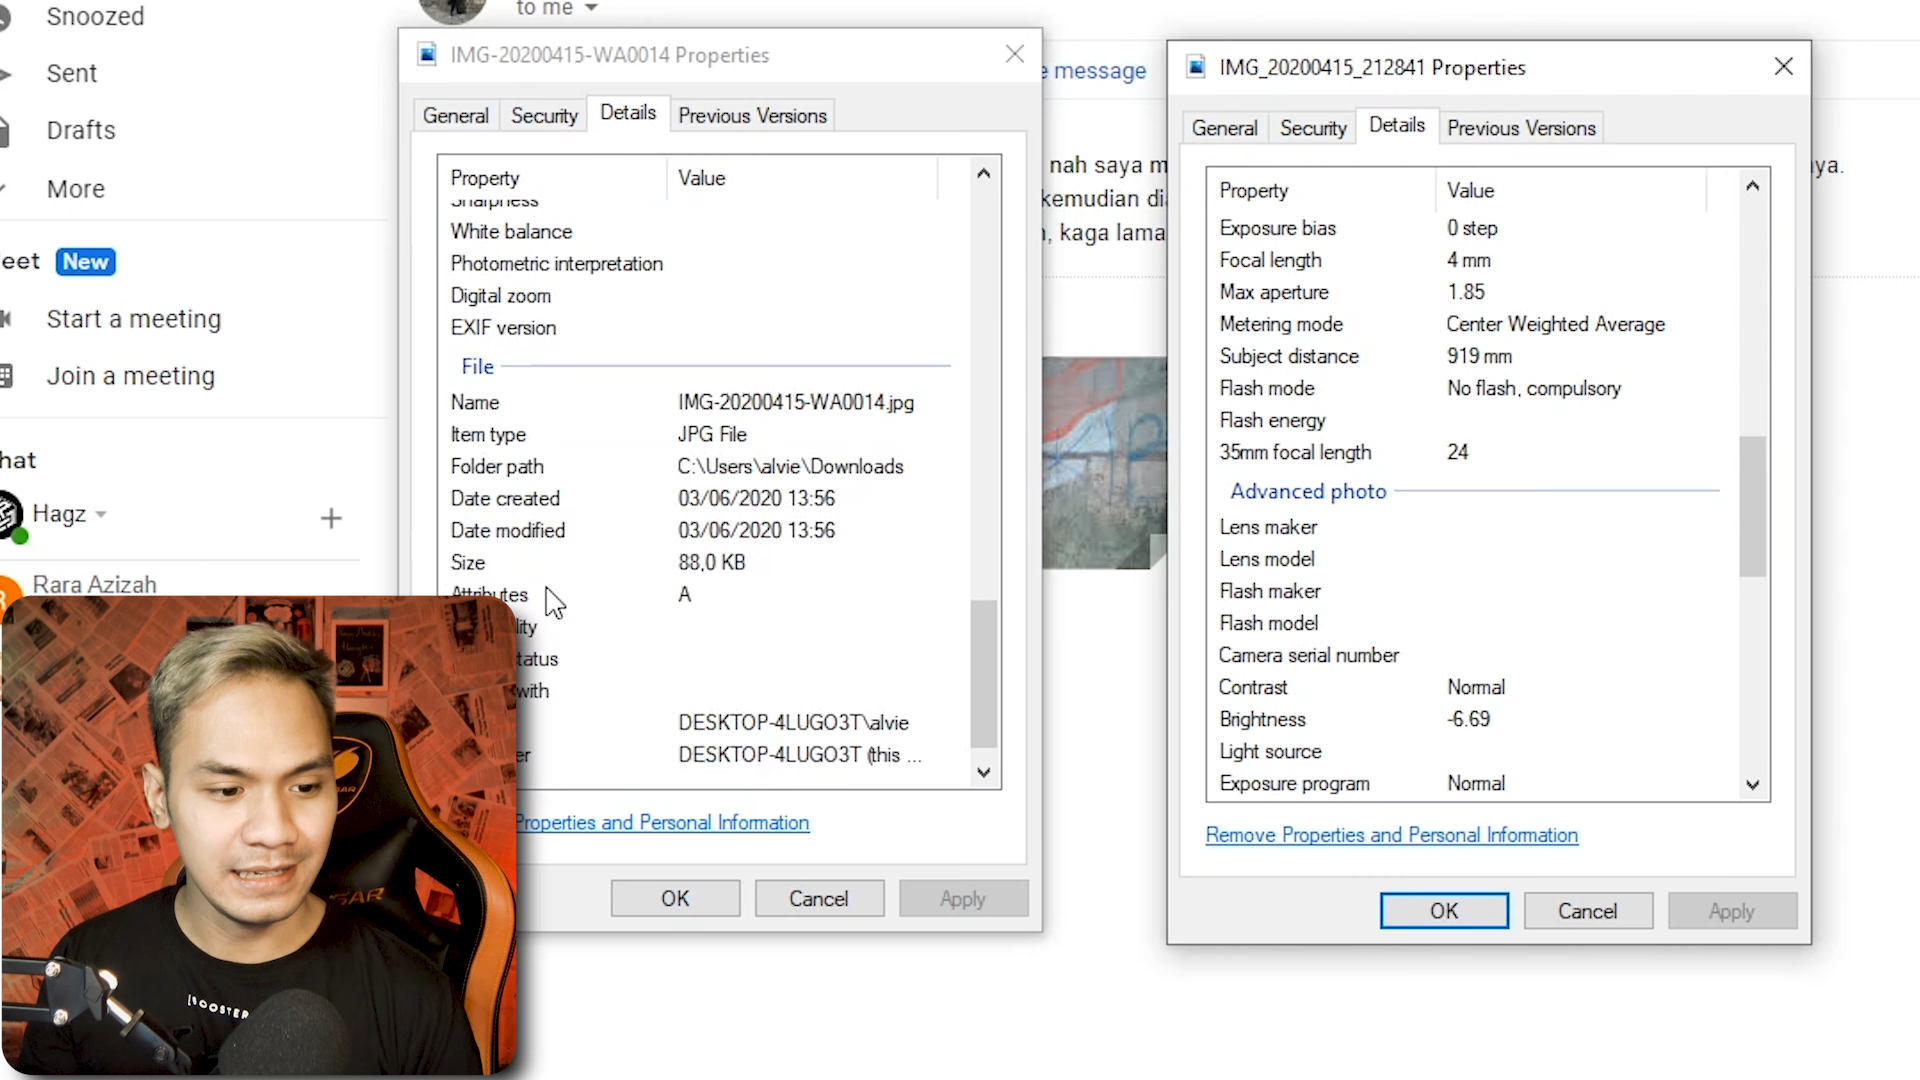 Snoozed
Sent
Drafts
More
eet New
Start a meeting
Join a meeting
hat
Hagz
Rara Azizah
to me
e message
nah saya m
ya.
kemudian di
, kaga lama
IMG-20200415-WA0014 Properties
General Security Details Previous Versions
Property Value
Sharpness
White balance
Photometric interpretation
Digital zoom
EXIF version
File
Name IMG-20200415-WA0014.jpg
Item type JPG File
Folder path C:\Users\alvie\Downloads
Date created 03/06/2020 13:56
Date modified 03/06/2020 13:56
Size 88,0 KB
Attributes A
lity
tatus
with
DESKTOP-4LUGO3T\alvie
er DESKTOP-4LUGO3T (this ...
Properties and Personal Information
OK Cancel Apply
IMG_20200415_212841 Properties
General Security Details Previous Versions
Property Value
Exposure bias 0 step
Focal length 4 mm
Max aperture 1.85
Metering mode Center Weighted Average
Subject distance 919 mm
Flash mode No flash, compulsory
Flash energy
35mm focal length 24
Advanced photo
Lens maker
Lens model
Flash maker
Flash model
Camera serial number
Contrast Normal
Brightness -6.69
Light source
Exposure program Normal
Remove Properties and Personal Information
OK Cancel Apply